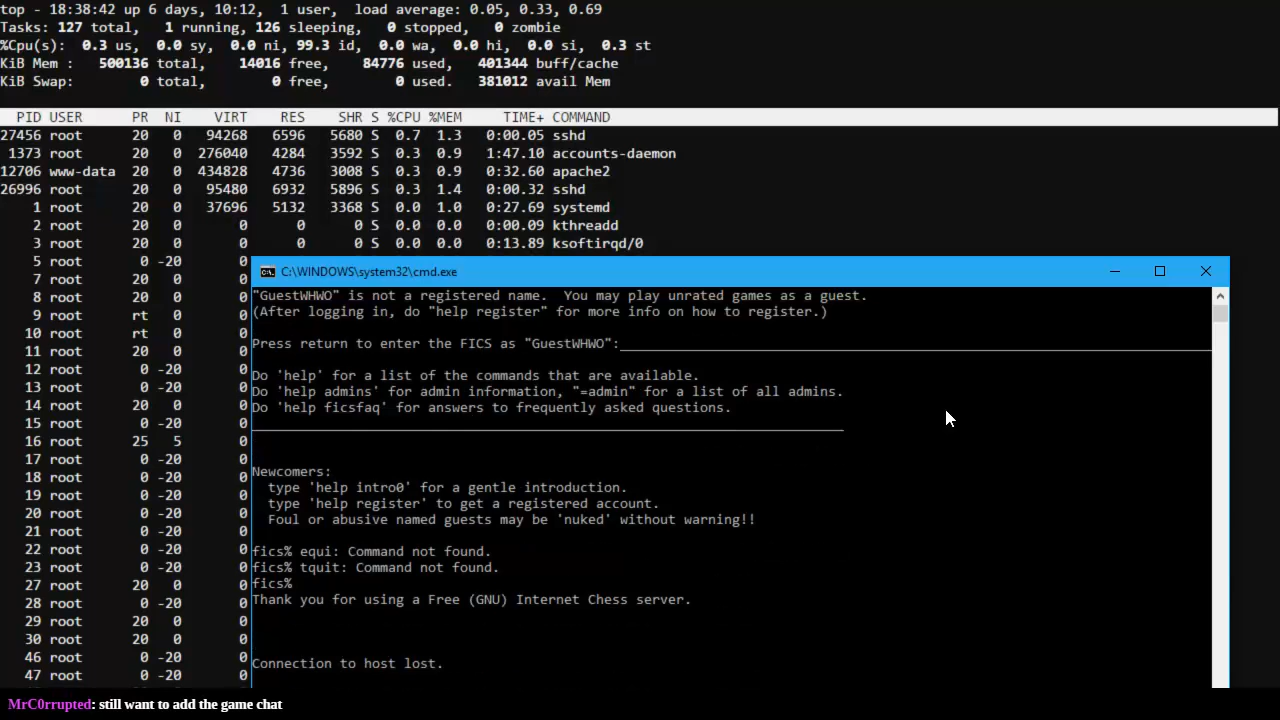 top - 18:38:42 up 6 days, 10:12,  1 user,  load average: 0.05, 0.33, 0.69
Tasks: 127 total,   1 running, 126 sleeping,   0 stopped,   0 zombie
%Cpu(s):  0.3 us,  0.0 sy,  0.0 ni, 99.3 id,  0.0 wa,  0.0 hi,  0.0 si,  0.3 st
KiB Mem :   500136 total,    14016 free,    84776 used,   401344 buff/cache
KiB Swap:        0 total,        0 free,        0 used.   381012 avail Mem
PID USER      PR  NI    VIRT    RES    SHR S %CPU %MEM     TIME+ COMMAND
27456 root      20   0   94268   6596   5680 S  0.7  1.3   0:00.05 sshd
1373 root      20   0  276040   4284   3592 S  0.3  0.9   1:47.10 accounts-daemon
12706 www-data  20   0  434828   4736   3008 S  0.3  0.9   0:32.60 apache2
26996 root      20   0   95480   6932   5896 S  0.3  1.4   0:00.32 sshd
1 root      20   0   37696   5132   3368 S  0.0  1.0   0:27.69 systemd
2 root      20   0       0      0      0 S  0.0  0.0   0:00.09 kthreadd
3 root      20   0       0      0      0 S  0.0  0.0   0:13.89 ksoftirqd/0
5 root       0 -20       0
7 root      20   0       0
8 root      20   0       0
9 root      rt   0       0
10 root      rt   0       0
11 root      20   0       0
12 root       0 -20       0
13 root       0 -20       0
14 root      20   0       0
15 root       0 -20       0
16 root      25   5       0
17 root       0 -20       0
18 root       0 -20       0
19 root       0 -20       0
20 root       0 -20       0
21 root       0 -20       0
22 root       0 -20       0
23 root       0 -20       0
27 root      20   0       0
28 root       0 -20       0
29 root      20   0       0
30 root      20   0       0
46 root       0 -20       0
47 root       0 -20       0
C:\WINDOWS\system32\cmd.exe
"GuestWHWO" is not a registered name.  You may play unrated games as a guest.
(After logging in, do "help register" for more info on how to register.)
Press return to enter the FICS as "GuestWHWO":
Do 'help' for a list of the commands that are available.
Do 'help admins' for admin information, "=admin" for a list of all admins.
Do 'help ficsfaq' for answers to frequently asked questions.
Newcomers:
type 'help intro0' for a gentle introduction.
type 'help register' to get a registered account.
Foul or abusive named guests may be 'nuked' without warning!!
fics% equi: Command not found.
fics% tquit: Command not found.
fics%
Thank you for using a Free (GNU) Internet Chess server.
Connection to host lost.
MrC0rrupted: still want to add the game chat